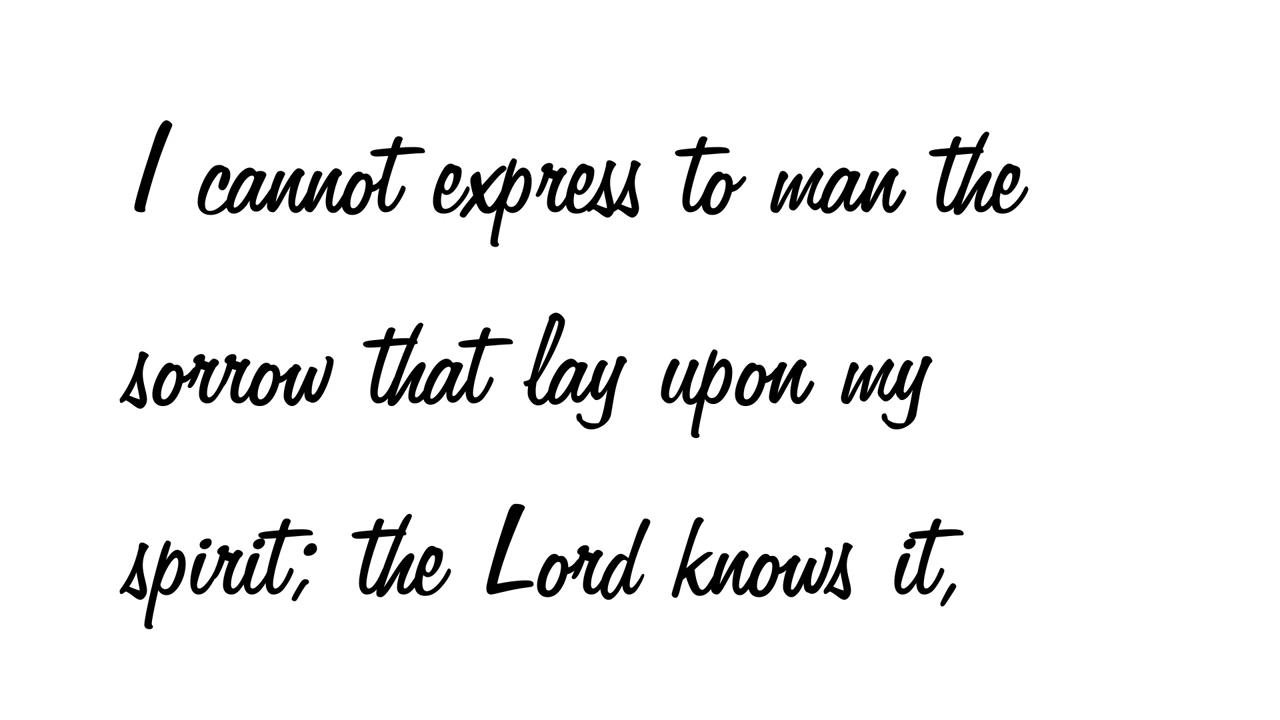 I cannot express to man the
sorrow that lay upon my
spirit; the Lord knows it,